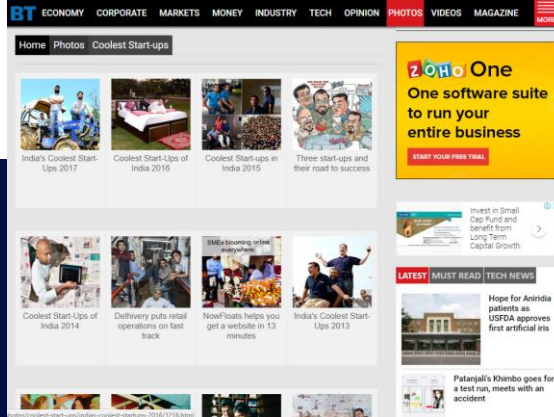 BT ECONOMY CORPORATE MARKETS MONEY INDUSTRY TECH OPINION PHOTOS VIDEOS MAGAZINE MORE
Home Photos Coolest Start-ups
India's Coolest Start-
Ups 2017
Coolest Start-Ups of
India 2016
Coolest Start-ups in
India 2015
Three start-ups and
their road to success
SMEs blooming online
everywhere
Coolest Start-Ups of
India 2014
Delhivery puts retail
operations on fast
track
NowFloats helps you
get a website in 13
minutes
India's Coolest Start-
Ups 2013
ZOHO One
One software suite
to run your
entire business
START YOUR FREE TRIAL
Invest in Small
Cap Fund and
benefit from
Long Term
Capital Growth.
LATEST MUST READ TECH NEWS
Hope for Aniridia
patients as
USFDA approves
first artificial iris
Patanjali's Khimbo goes for
a test run, meets with an
accident